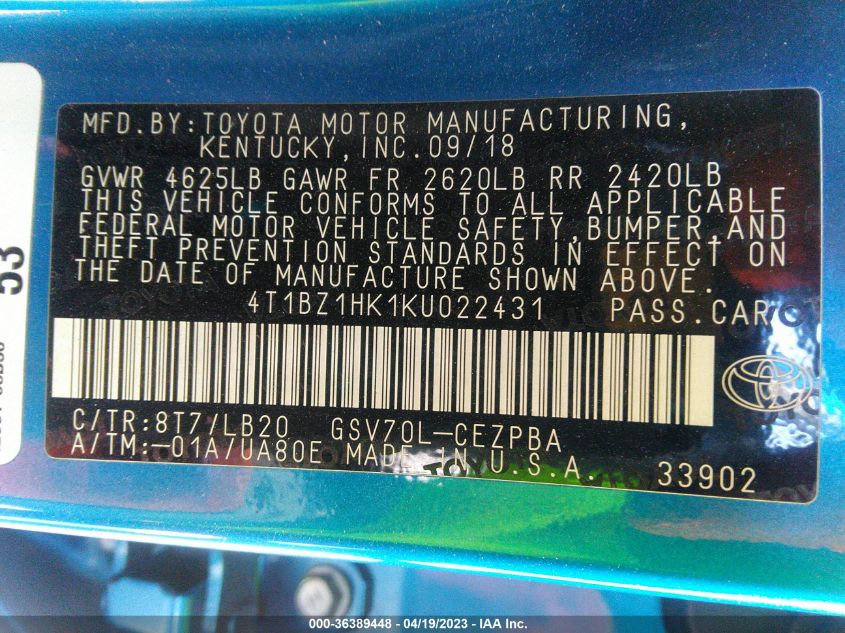 53
MFD.BY:TOYOTA MOTOR MANUFACTURING,
KENTUCKY,INC.09/18
GVWR 4625LB GAWR FR 2620LB RR 2420LB
THIS VEHICLE CONFORMS TO ALL APPLICABLE
FEDERAL MOTOR VEHICLE SAFETY,BUMPER,AND
THEFT PREVENTION STANDARDS IN EFFECT ON
THE DATE OF MANUFACTURE SHOWN ABOVE.
4T1BZ1HK1KU022431 PASS.CAR
C/TR:8T7/LB20 GSV70L-CEZPBA
A/TM:-01A/UA80E MADE IN U.S.A. 33902
TOYOTA
000-36389448 - 04/19/2023 - IAA Inc.